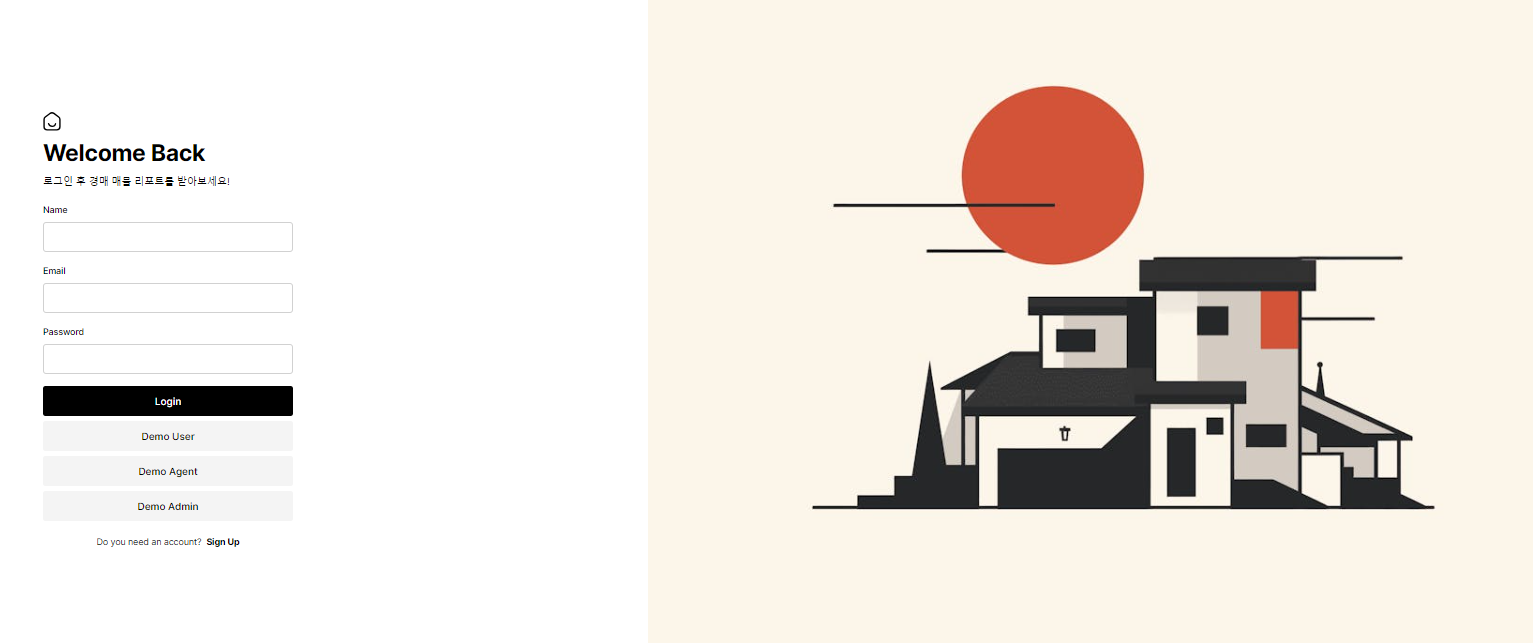 Welcome Back
로그인 후 경매 매물 리포트를 받아보세요!
Name
Email
Password
Login
Demo User
Demo Agent
Demo Admin
Do you need an account? Sign Up